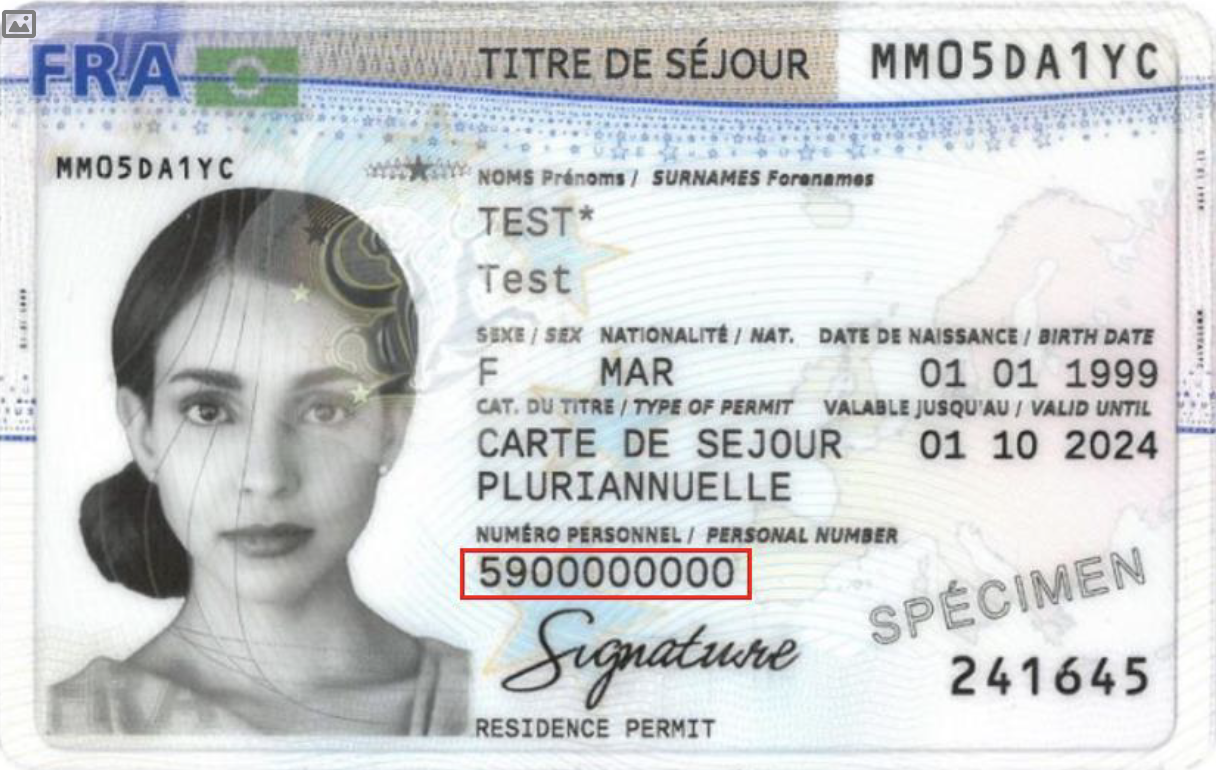 FRA
TITRE DE SÉJOUR
MM05DA1YC
MM05DA1YC
NOMS Prénoms / SURNAMES Forenames
TEST*
Test
SEXE / SEX NATIONALITÉ / NAT. DATE DE NAISSANCE / BIRTH DATE
F MAR 01 01 1999
CAT. DU TITRE / TYPE OF PERMIT VALABLE JUSQU'AU / VALID UNTIL
CARTE DE SEJOUR 01 10 2024
PLURIANNUELLE
NUMÉRO PERSONNEL / PERSONAL NUMBER
5900000000
SPÉCIMEN
Signature
241645
RESIDENCE PERMIT